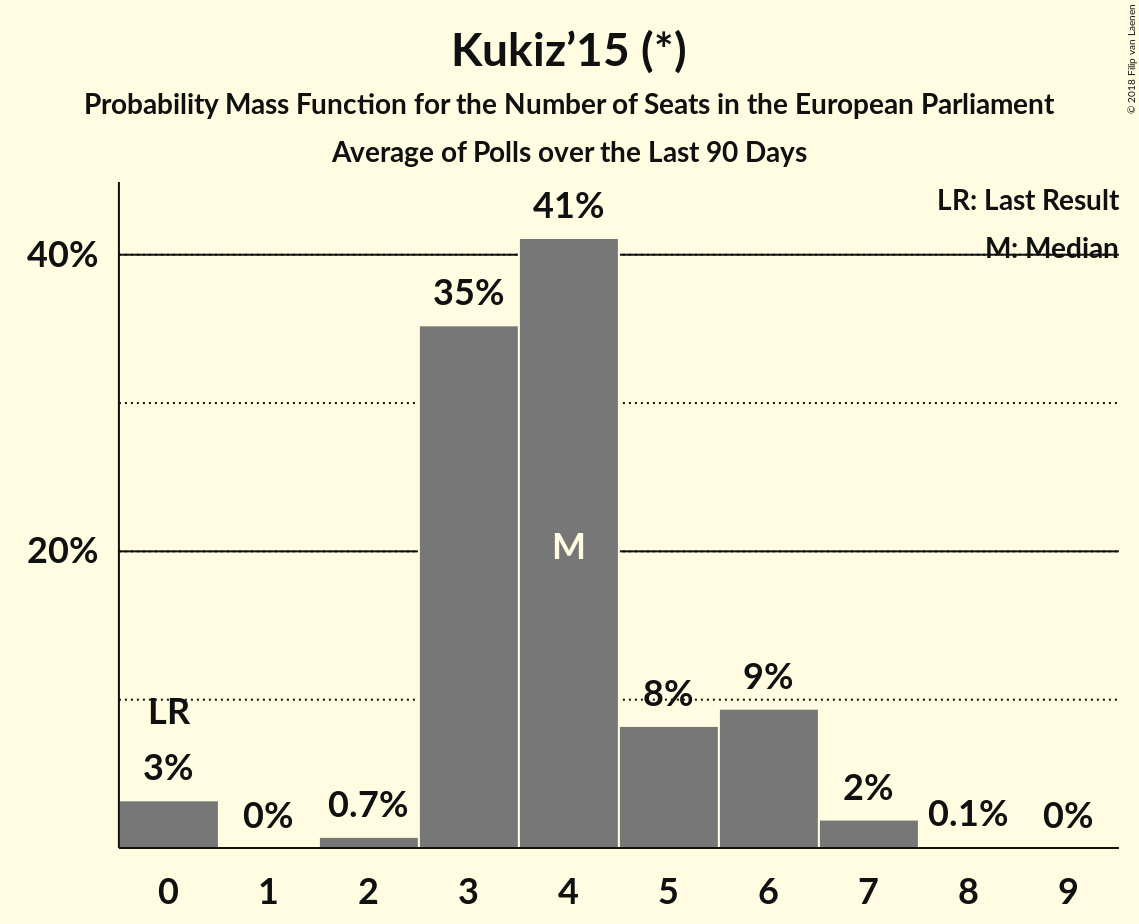 Kukiz’15 (*)
Probability Mass Function for the Number of Seats in the European Parliament
Average of Polls over the Last 90 Days
© 2018 Filip van Laenen
LR: Last Result
M: Median
40%
20%
LR
3%
0%
0.7%
35%
41%
M
8%
9%
2%
0.1%
0%
0 1 2 3 4 5 6 7 8 9